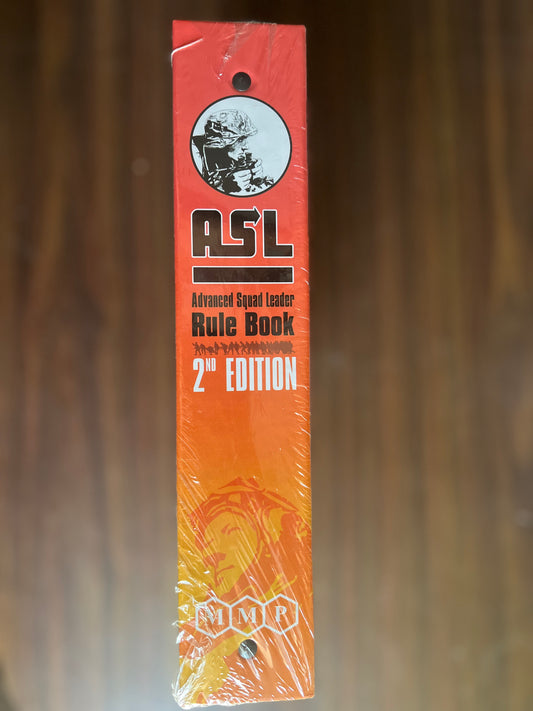 ASL
Advanced Squad Leader
Rule Book
2ND EDITION
MMP